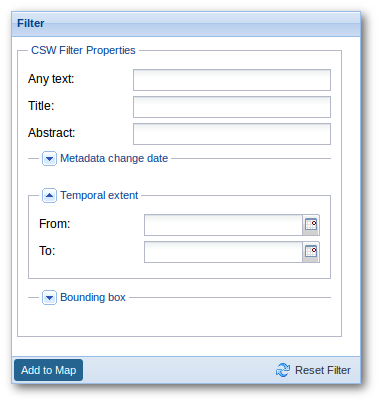 Filter
CSW Filter Properties
Any text:
Title:
Abstract:
Metadata change date
Temporal extent
From:
To:
Bounding box
Add to Map
Reset Filter